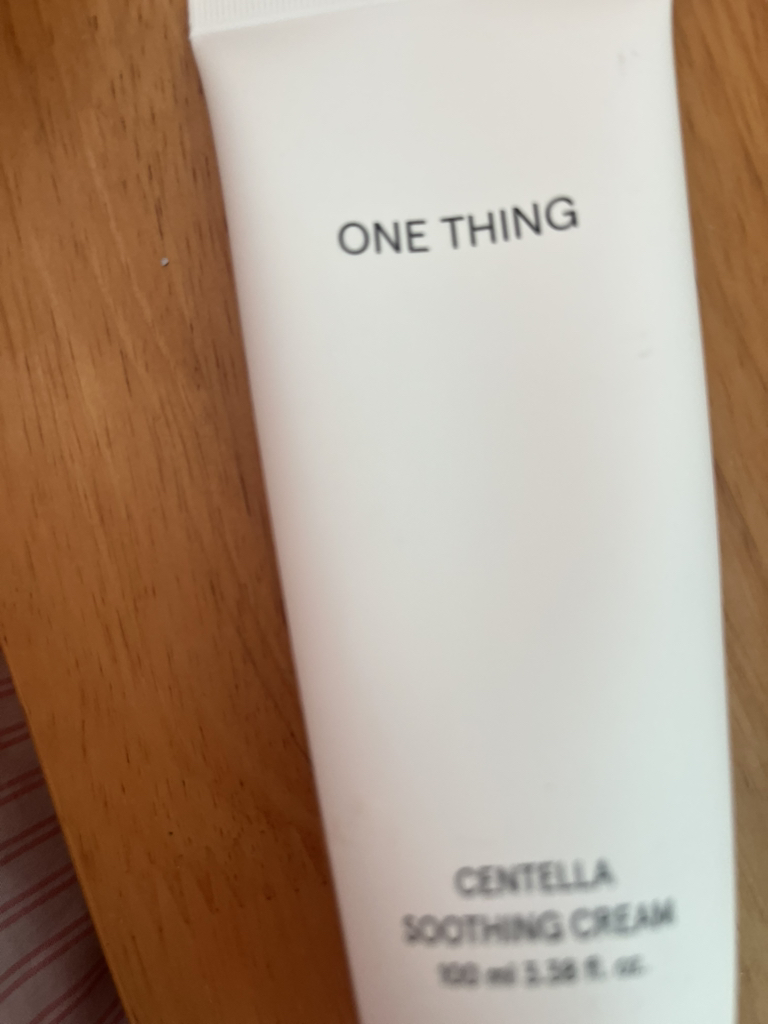 ONE THING
CENTELLA
SOOTHING CREAM
100 ml 3.38 fl. oz.